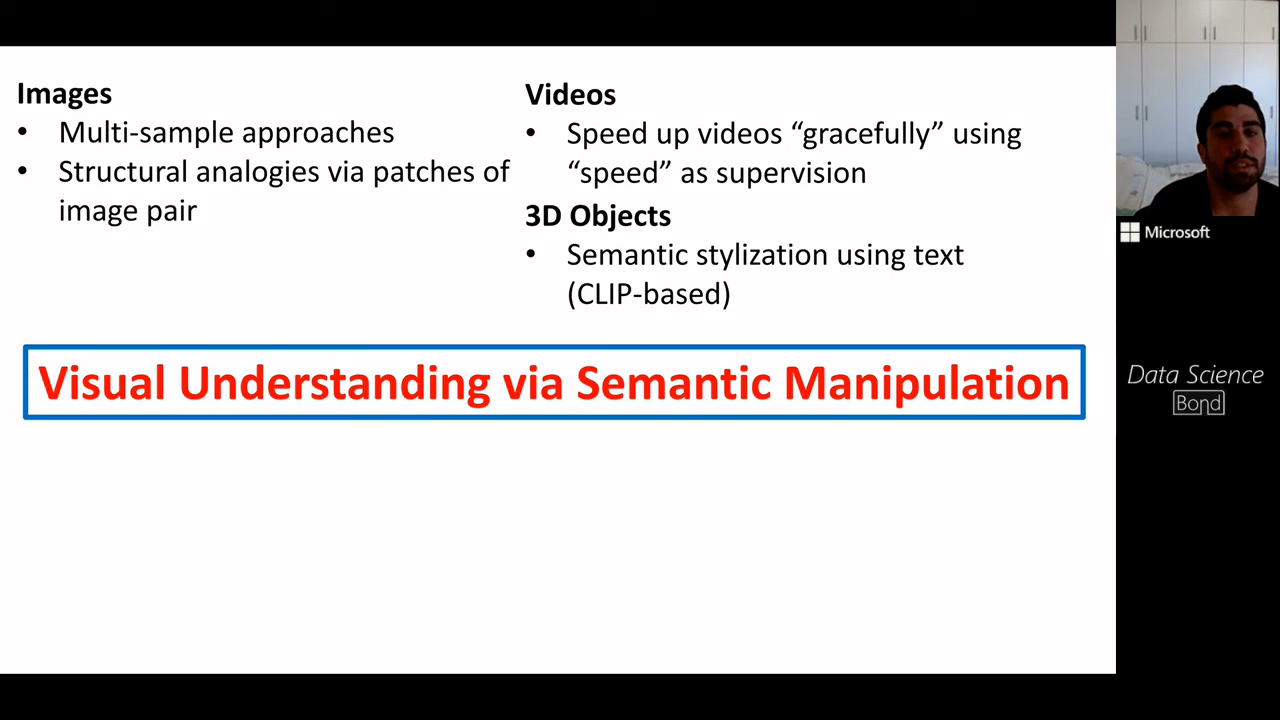 Images
• Multi-sample approaches
• Structural analogies via patches of
image pair
Videos
• Speed up videos “gracefully” using
“speed” as supervision
3D Objects
• Semantic stylization using text
(CLIP-based)
Visual Understanding via Semantic Manipulation
Microsoft
Data Science
Bond